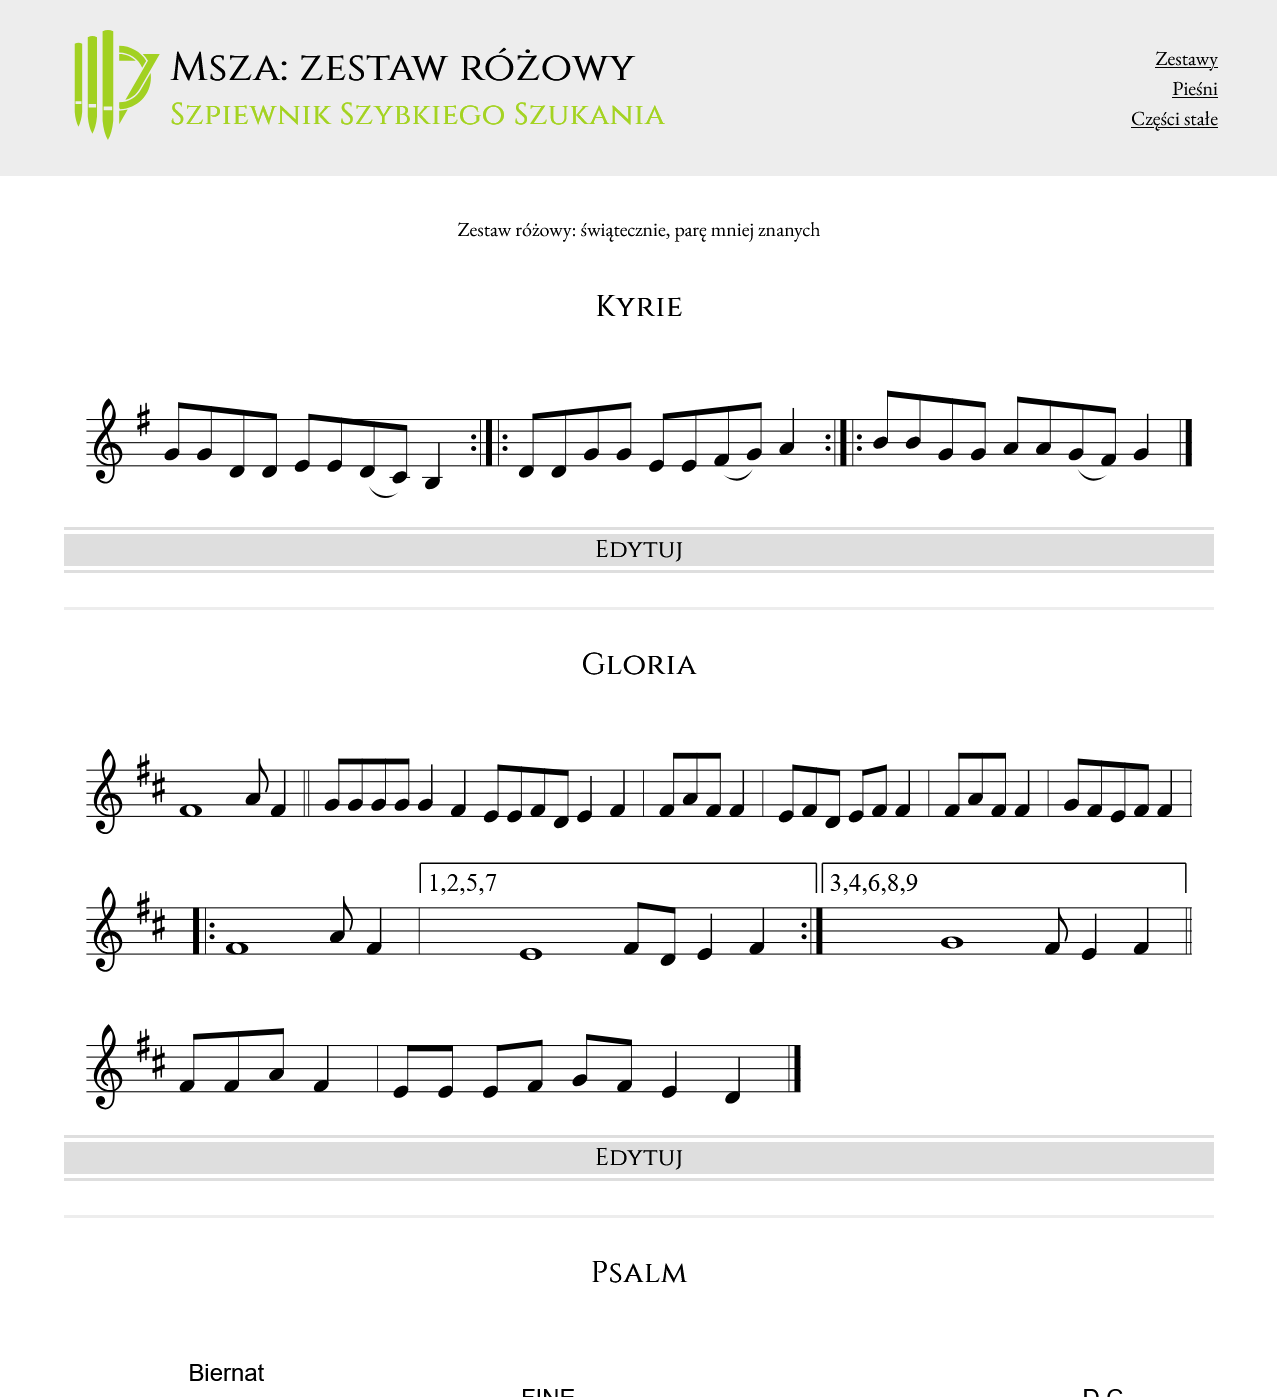 Msza: zestaw różowy
Szpiewnik Szybkiego Szukania
Zestawy
Pieśni
Części stałe
Zestaw różowy: świątecznie, parę mniej znanych
Kyrie
Edytuj
Gloria
1,2,5,7
3,4,6,8,9
Edytuj
Psalm
Biernat
FINE
D.C.